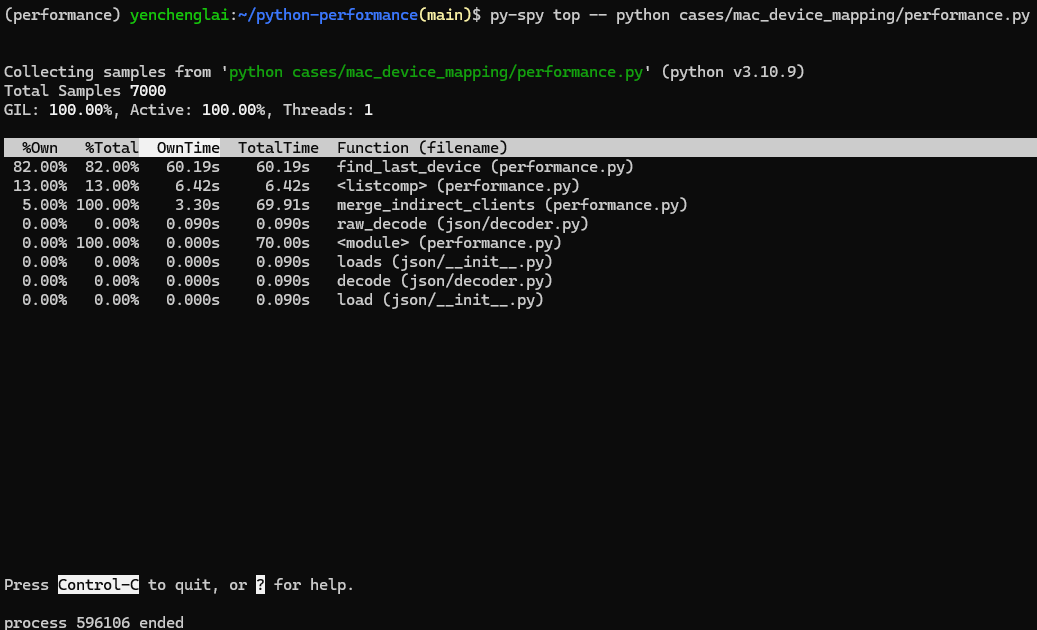 (performance) yenchenglai:~/python-performance(main)$ py-spy top -- python cases/mac_device_mapping/performance.py
Collecting samples from 'python cases/mac_device_mapping/performance.py' (python v3.10.9)
Total Samples 7000
GIL: 100.00%, Active: 100.00%, Threads: 1
%Own %Total OwnTime TotalTime Function (filename)
82.00% 82.00% 60.19s 60.19s find_last_device (performance.py)
13.00% 13.00% 6.42s 6.42s <listcomp> (performance.py)
5.00% 100.00% 3.30s 69.91s merge_indirect_clients (performance.py)
0.00% 0.00% 0.090s 0.090s raw_decode (json/decoder.py)
0.00% 100.00% 0.000s 70.00s <module> (performance.py)
0.00% 0.00% 0.000s 0.090s loads (json/__init__.py)
0.00% 0.00% 0.000s 0.090s decode (json/decoder.py)
0.00% 0.00% 0.000s 0.090s load (json/__init__.py)
Press Control-C to quit, or ? for help.
process 596106 ended